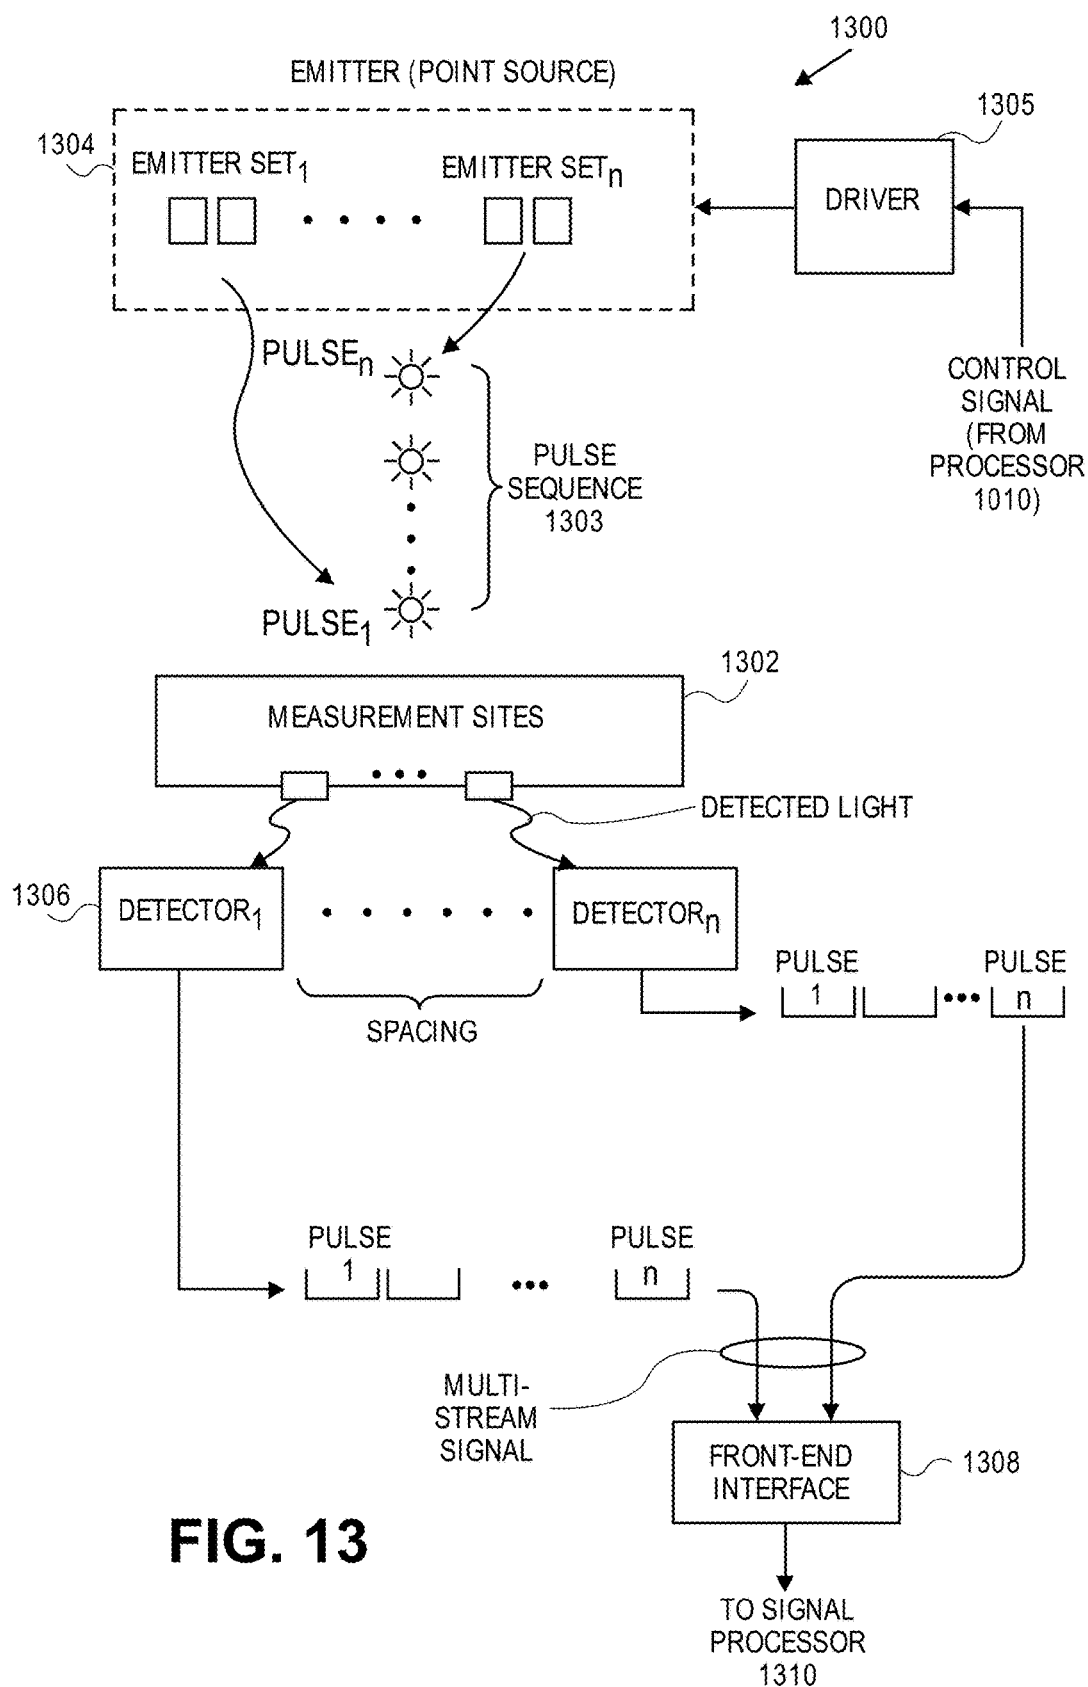 1300
EMITTER (POINT SOURCE)
1305
1304
EMITTER SET1
EMITTER SETn
DRIVER
PULSEn
CONTROL
SIGNAL
(FROM
PROCESSOR
1010)
PULSE
SEQUENCE
1303
PULSE1
1302
MEASUREMENT SITES
DETECTED LIGHT
1306
DETECTOR1
DETECTORn
PULSE
1
PULSE
n
SPACING
PULSE
1
PULSE
n
MULTI-
STREAM
SIGNAL
FRONT-END
INTERFACE
1308
FIG. 13
TO SIGNAL
PROCESSOR
1310